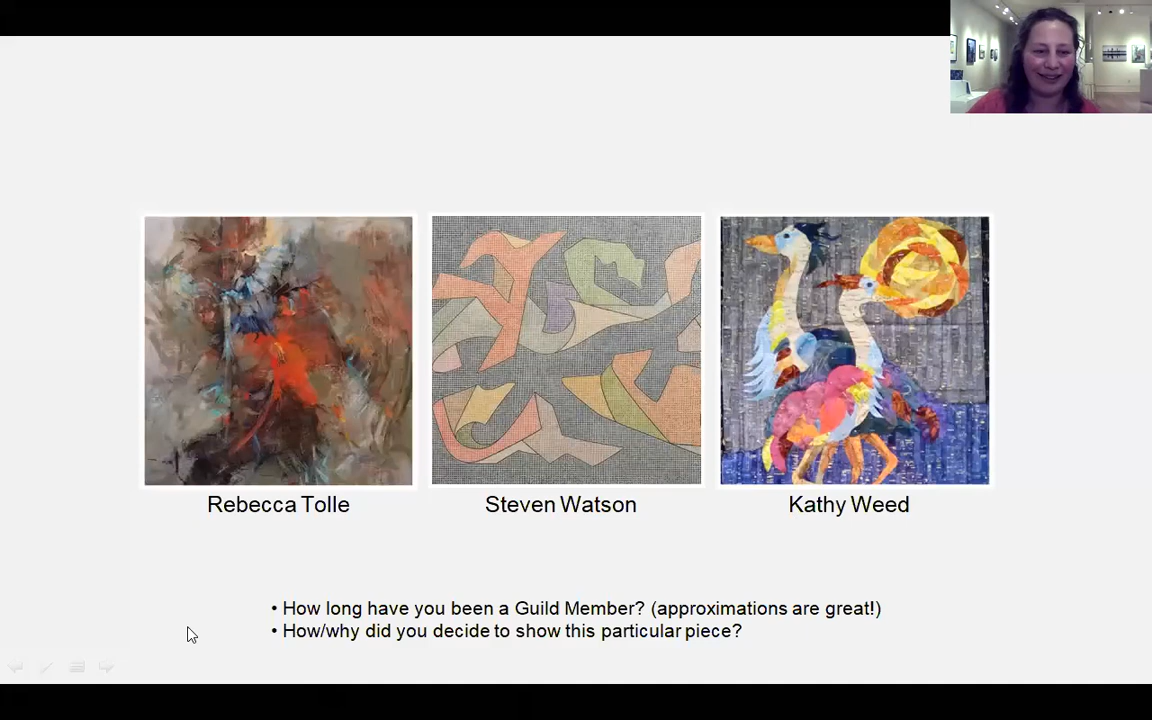 Rebecca Tolle
Steven Watson
Kathy Weed
• How long have you been a Guild Member? (approximations are great!)
• How/why did you decide to show this particular piece?